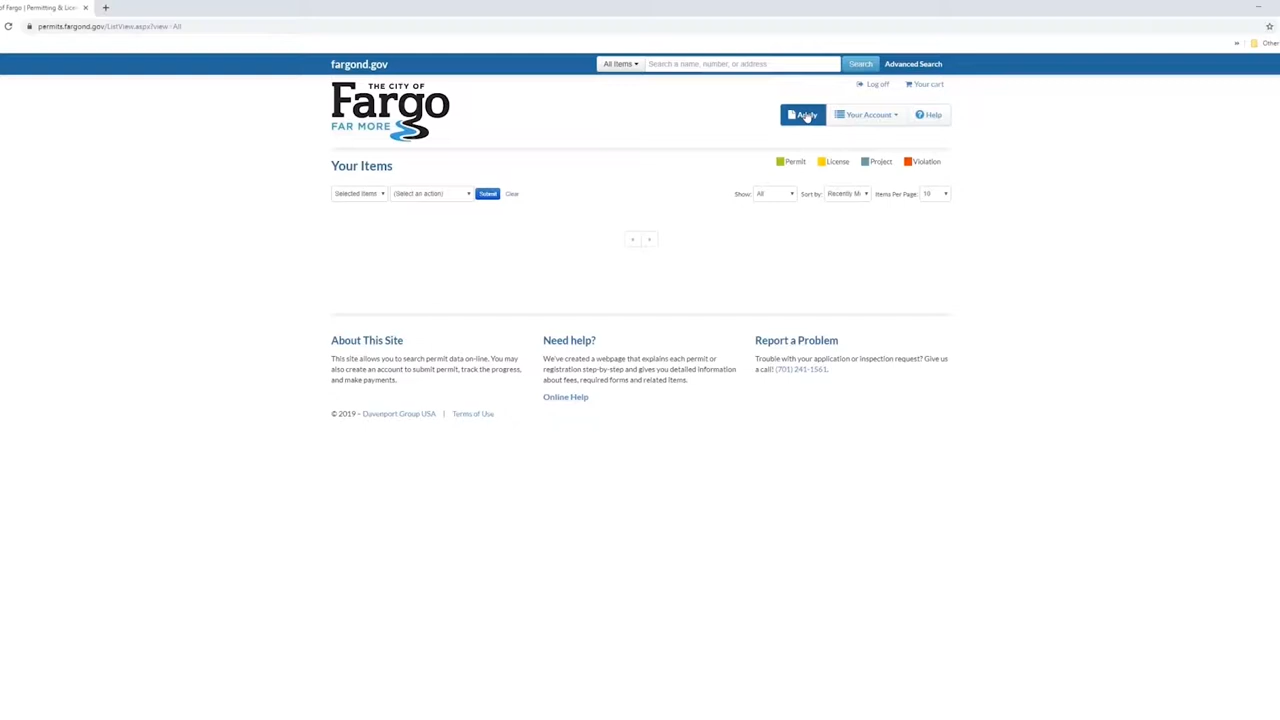 of Fargo | Permitting & Lice
permits.fargond.gov/ListView.aspx?view=All
Other
fargond.gov
All Items
Search a name, number, or address
Search
Advanced Search
THE CITY OF
Fargo
FAR MORE
Log off
Your cart
Apply
Your Account
Help
Your Items
Permit
License
Project
Violation
Selected Items
(Select an action)
Submit
Clear
Show: All
Sort by: Recently M
Items Per Page: 10
About This Site
This site allows you to search permit data on-line. You may
also create an account to submit permit, track the progress,
and make payments.
Need help?
We've created a webpage that explains each permit or
registration step-by-step and gives you detailed information
about fees, required forms and related items.
Online Help
Report a Problem
Trouble with your application or inspection request? Give us
a call! (701) 241-1561.
© 2019 – Davenport Group USA | Terms of Use